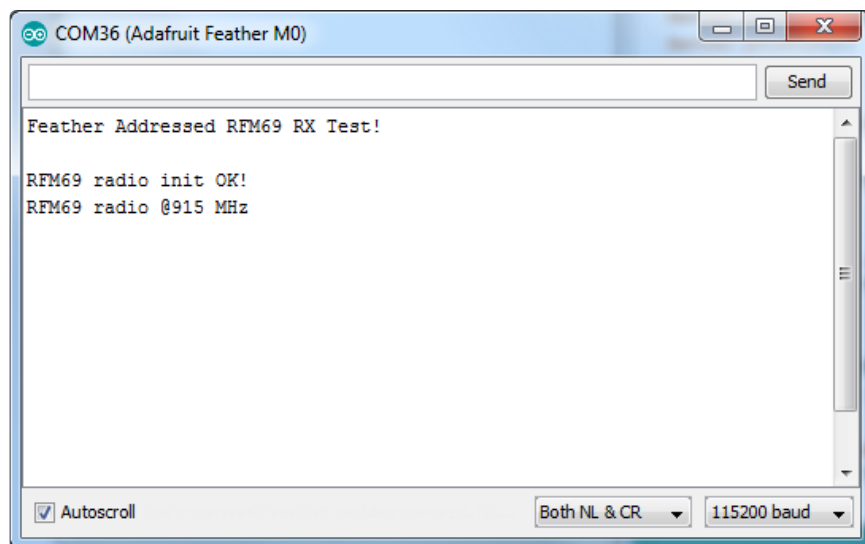 COM36 (Adafruit Feather M0)
Send
Feather Addressed RFM69 RX Test!
RFM69 radio init OK!
RFM69 radio @915 MHz
Autoscroll
Both NL & CR
115200 baud